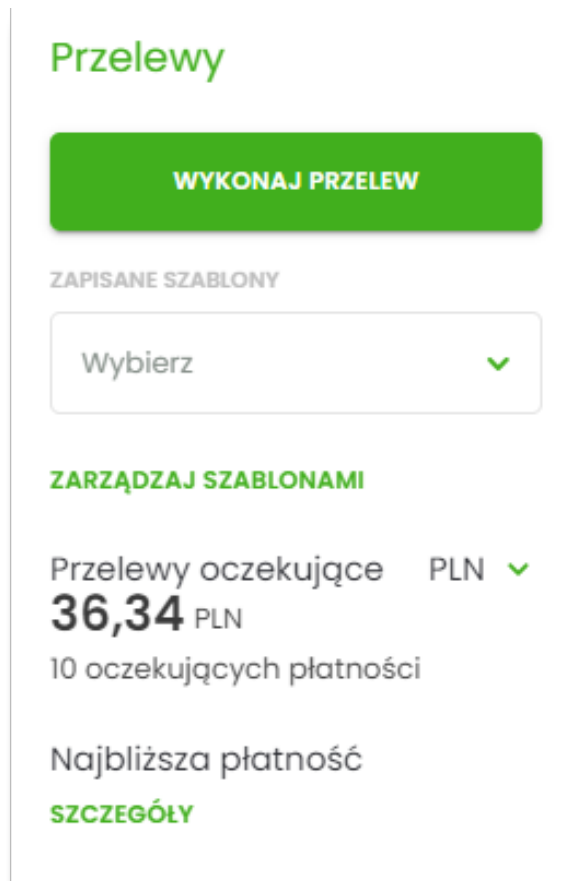 Przelewy
WYKONAJ PRZELEW
ZAPISANE SZABLONY
Wybierz
ZARZĄDZAJ SZABLONAMI
Przelewy oczekujące PLN
36,34 PLN
10 oczekujących płatności
Najbliższa płatność
SZCZEGÓŁY